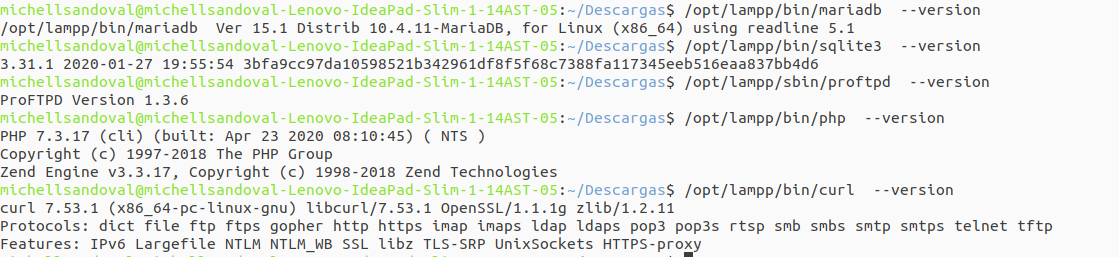 michellsandoval@michellsandoval-Lenovo-IdeaPad-Slim-1-14AST-05:~/Descargas$ /opt/lampp/bin/mariadb  --version
/opt/lampp/bin/mariadb  Ver 15.1 Distrib 10.4.11-MariaDB, for Linux (x86_64) using readline 5.1
michellsandoval@michellsandoval-Lenovo-IdeaPad-Slim-1-14AST-05:~/Descargas$ /opt/lampp/bin/sqlite3  --version
3.31.1 2020-01-27 19:55:54 3bfa9cc97da10598521b342961df8f5f68c7388fa117345eeb516eaa837bb4d6
michellsandoval@michellsandoval-Lenovo-IdeaPad-Slim-1-14AST-05:~/Descargas$ /opt/lampp/sbin/proftpd  --version
ProFTPD Version 1.3.6
michellsandoval@michellsandoval-Lenovo-IdeaPad-Slim-1-14AST-05:~/Descargas$ /opt/lampp/bin/php  --version
PHP 7.3.17 (cli) (built: Apr 23 2020 08:10:45) ( NTS )
Copyright (c) 1997-2018 The PHP Group
Zend Engine v3.3.17, Copyright (c) 1998-2018 Zend Technologies
michellsandoval@michellsandoval-Lenovo-IdeaPad-Slim-1-14AST-05:~/Descargas$ /opt/lampp/bin/curl  --version
curl 7.53.1 (x86_64-pc-linux-gnu) libcurl/7.53.1 OpenSSL/1.1.1g zlib/1.2.11
Protocols: dict file ftp ftps gopher http https imap imaps ldap ldaps pop3 pop3s rtsp smb smbs smtp smtps telnet tftp
Features: IPv6 Largefile NTLM NTLM_WB SSL libz TLS-SRP UnixSockets HTTPS-proxy